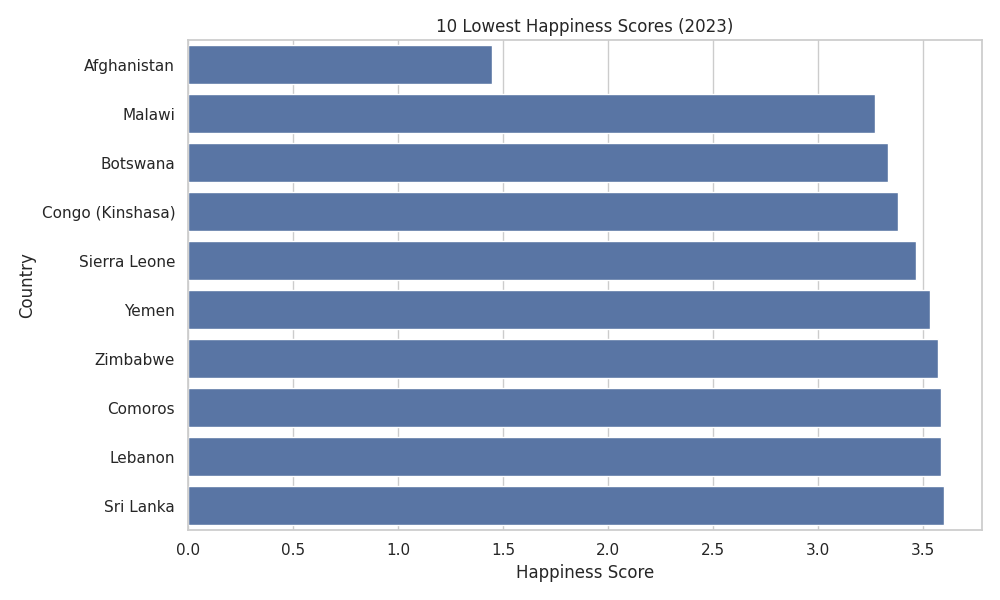 10 Lowest Happiness Scores (2023)
Country
Afghanistan
Malawi
Botswana
Congo (Kinshasa)
Sierra Leone
Yemen
Zimbabwe
Comoros
Lebanon
Sri Lanka
0.0 0.5 1.0 1.5 2.0 2.5 3.0 3.5
Happiness Score